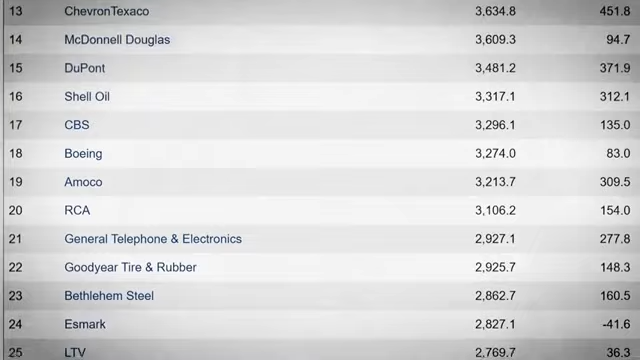 13 ChevronTexaco 3,634.8 451.8
14 McDonnell Douglas 3,609.3 94.7
15 DuPont 3,481.2 371.9
16 Shell Oil 3,317.1 312.1
17 CBS 3,296.1 135.0
18 Boeing 3,274.0 83.0
19 Amoco 3,213.7 309.5
20 RCA 3,106.2 154.0
21 General Telephone & Electronics 2,927.1 277.8
22 Goodyear Tire & Rubber 2,925.7 148.3
23 Bethlehem Steel 2,862.7 160.5
24 Esmark 2,827.1 -41.6
25 LTV 2,769.7 36.3